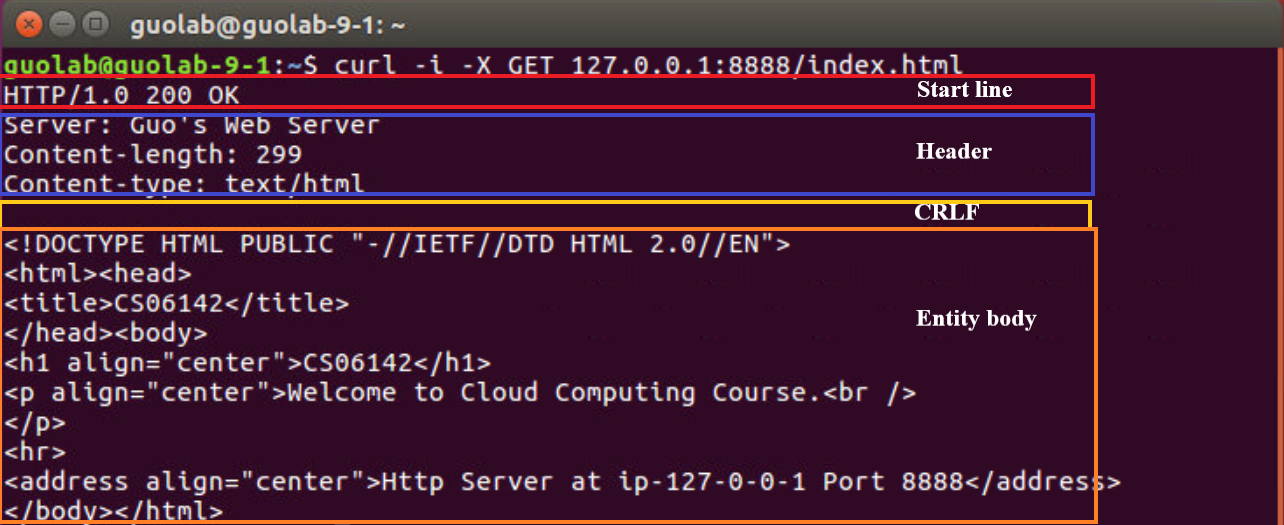 guolab@guolab-9-1: ~
guolab@guolab-9-1:~$ curl -i -X GET 127.0.0.1:8888/index.html
HTTP/1.0 200 OK
Start line
Server: Guo's Web Server
Content-length: 299
Header
Content-type: text/html
CRLF
<!DOCTYPE HTML PUBLIC "-//IETF//DTD HTML 2.0//EN">
<html><head>
<title>CS06142</title>
Entity body
</head><body>
<h1 align="center">CS06142</h1>
<p align="center">Welcome to Cloud Computing Course.<br />
</p>
<hr>
<address align="center">Http Server at ip-127-0-0-1 Port 8888</address>
</body></html>